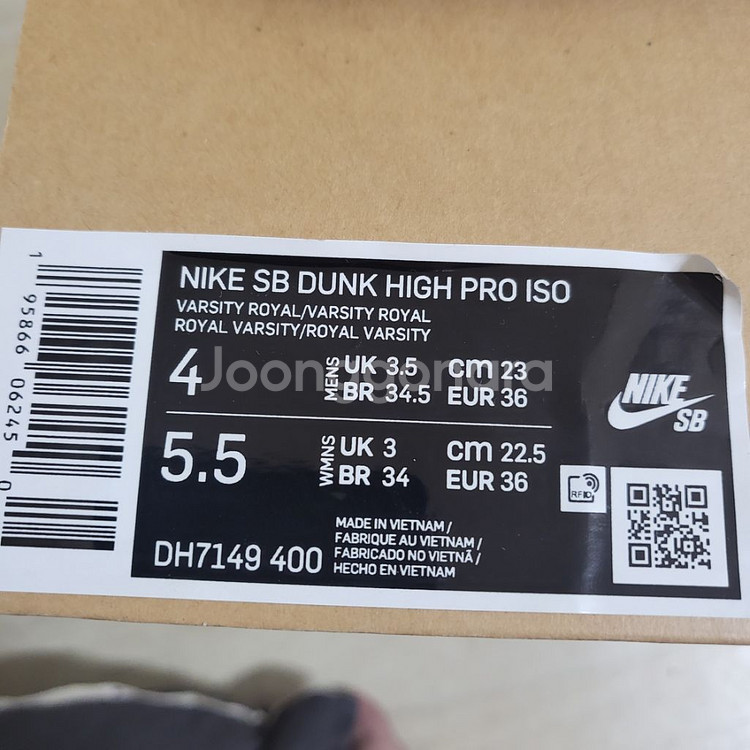 NIKE SB DUNK HIGH PRO ISO
VARSITY ROYAL/VARSITY ROYAL
ROYAL VARSITY/ROYAL VARSITY
4 MENS UK 3.5 cm 23
BR 34.5 EUR 36
5.5 WMNS UK 3 cm 22.5
BR 34 EUR 36
DH7149 400
MADE IN VIETNAM /
FABRIQUE AU VIETNAM /
FABRICADO NO VIETNÃ /
HECHO EN VIETNAM
1 95866 06245 0
NIKE
SB
RFID
Joonggonara